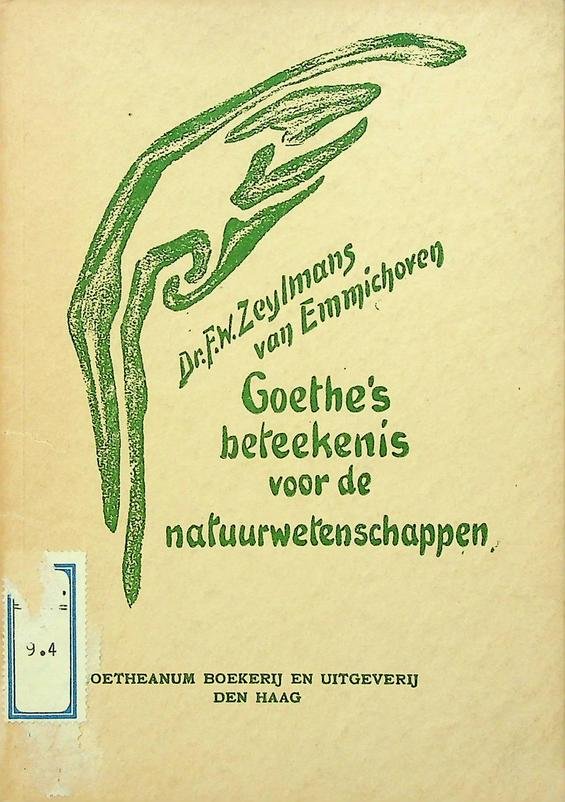 Dr. F.W. Zeylmans
van Emmichoven
Goethe's
beteekenis
voor de
natuurwetenschappen
9.4
OETHEANUM BOEKERIJ EN UITGEVERIJ
DEN HAAG